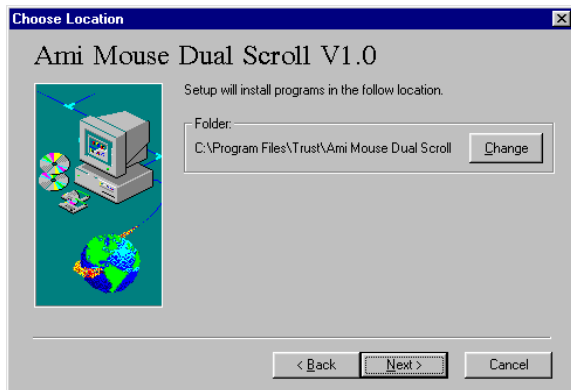 Choose Location
Ami Mouse Dual Scroll V1.0
Setup will install programs in the follow location.
Folder:
C:\Program Files\Trust\Ami Mouse Dual Scroll
Change
< Back
Next >
Cancel